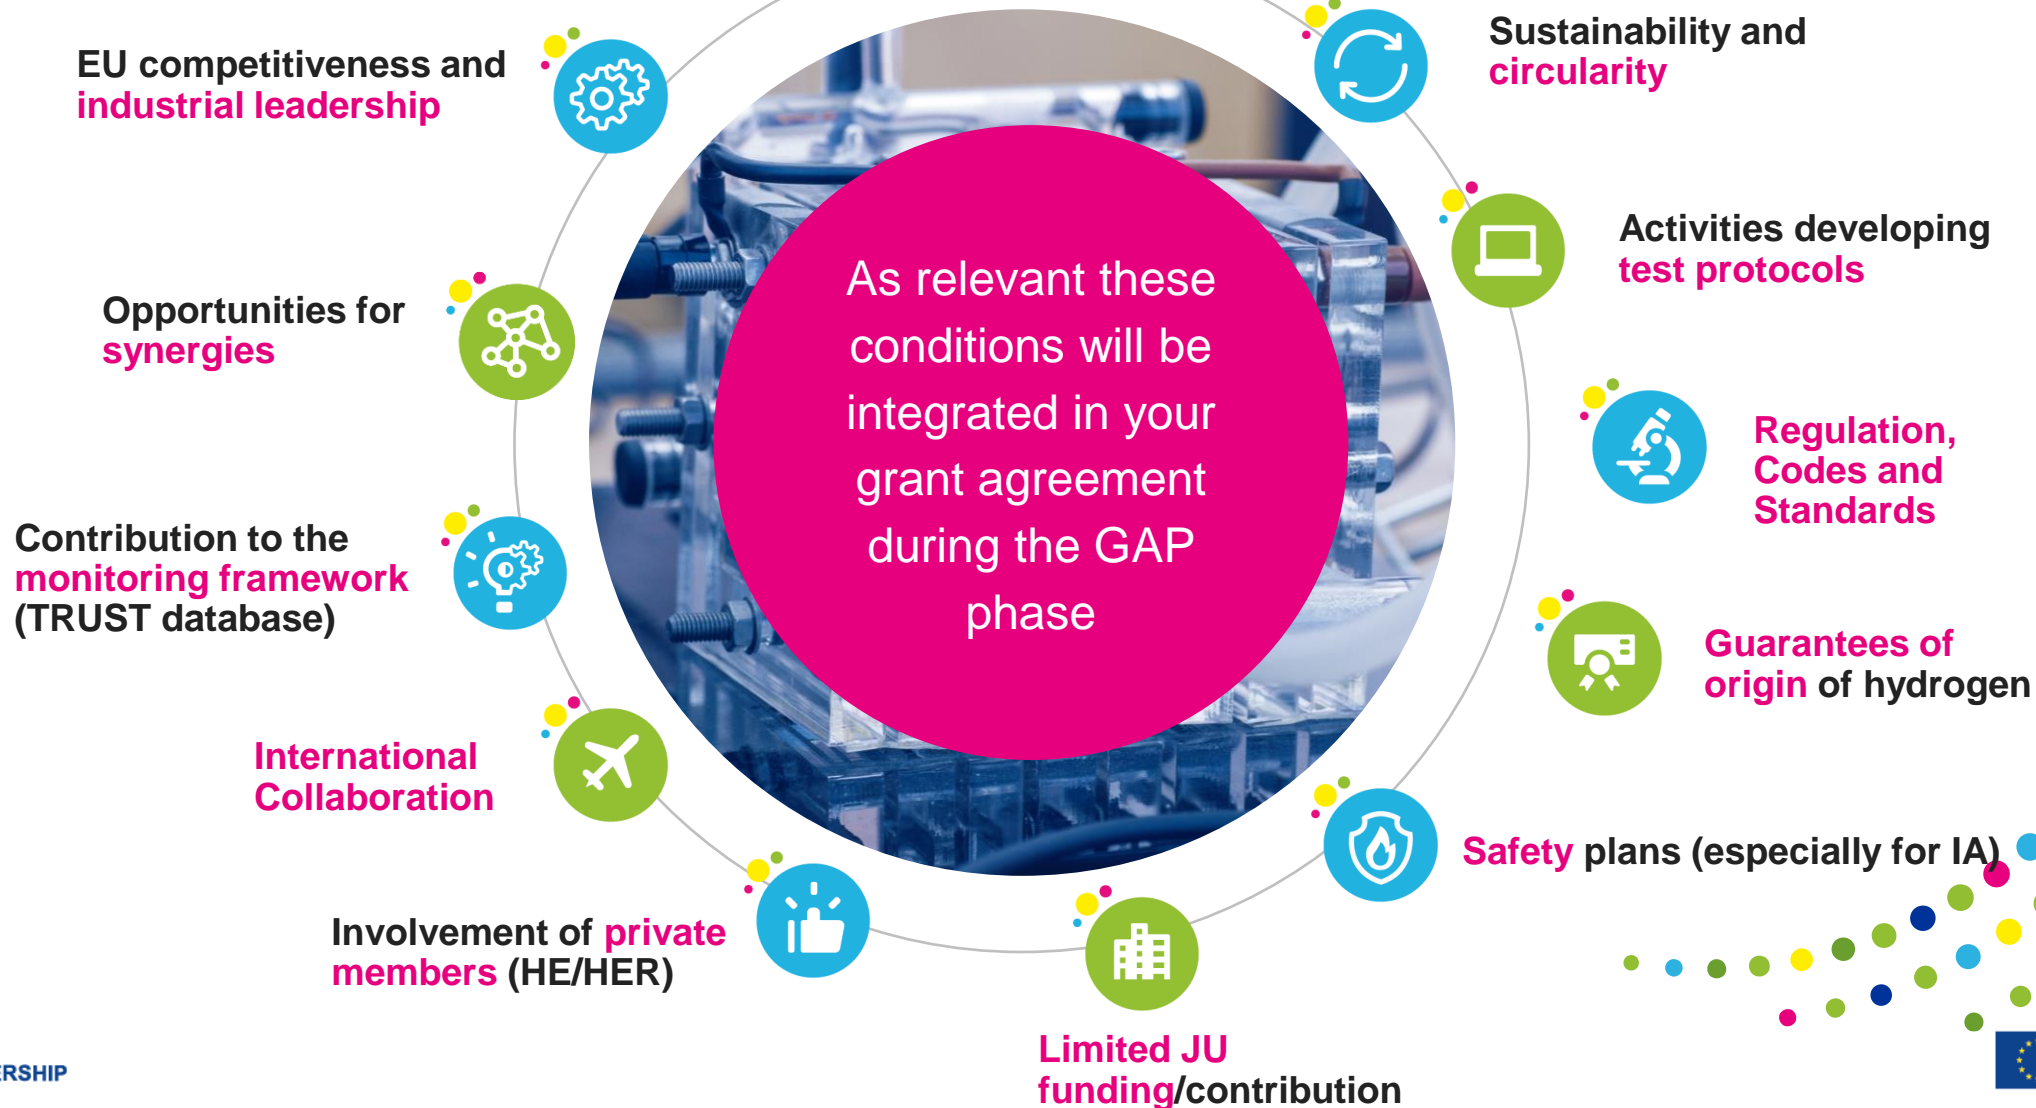 EU competitiveness and
industrial leadership
Opportunities for
synergies
Contribution to the
monitoring framework
(TRUST database)
International
Collaboration
Involvement of private
members (HE/HER)
As relevant these
conditions will be
integrated in your
grant agreement
during the GAP
phase
Sustainability and
circularity
Activities developing
test protocols
Regulation,
Codes and
Standards
Guarantees of
origin of hydrogen
Safety plans (especially for IA)
Limited JU
funding/contribution